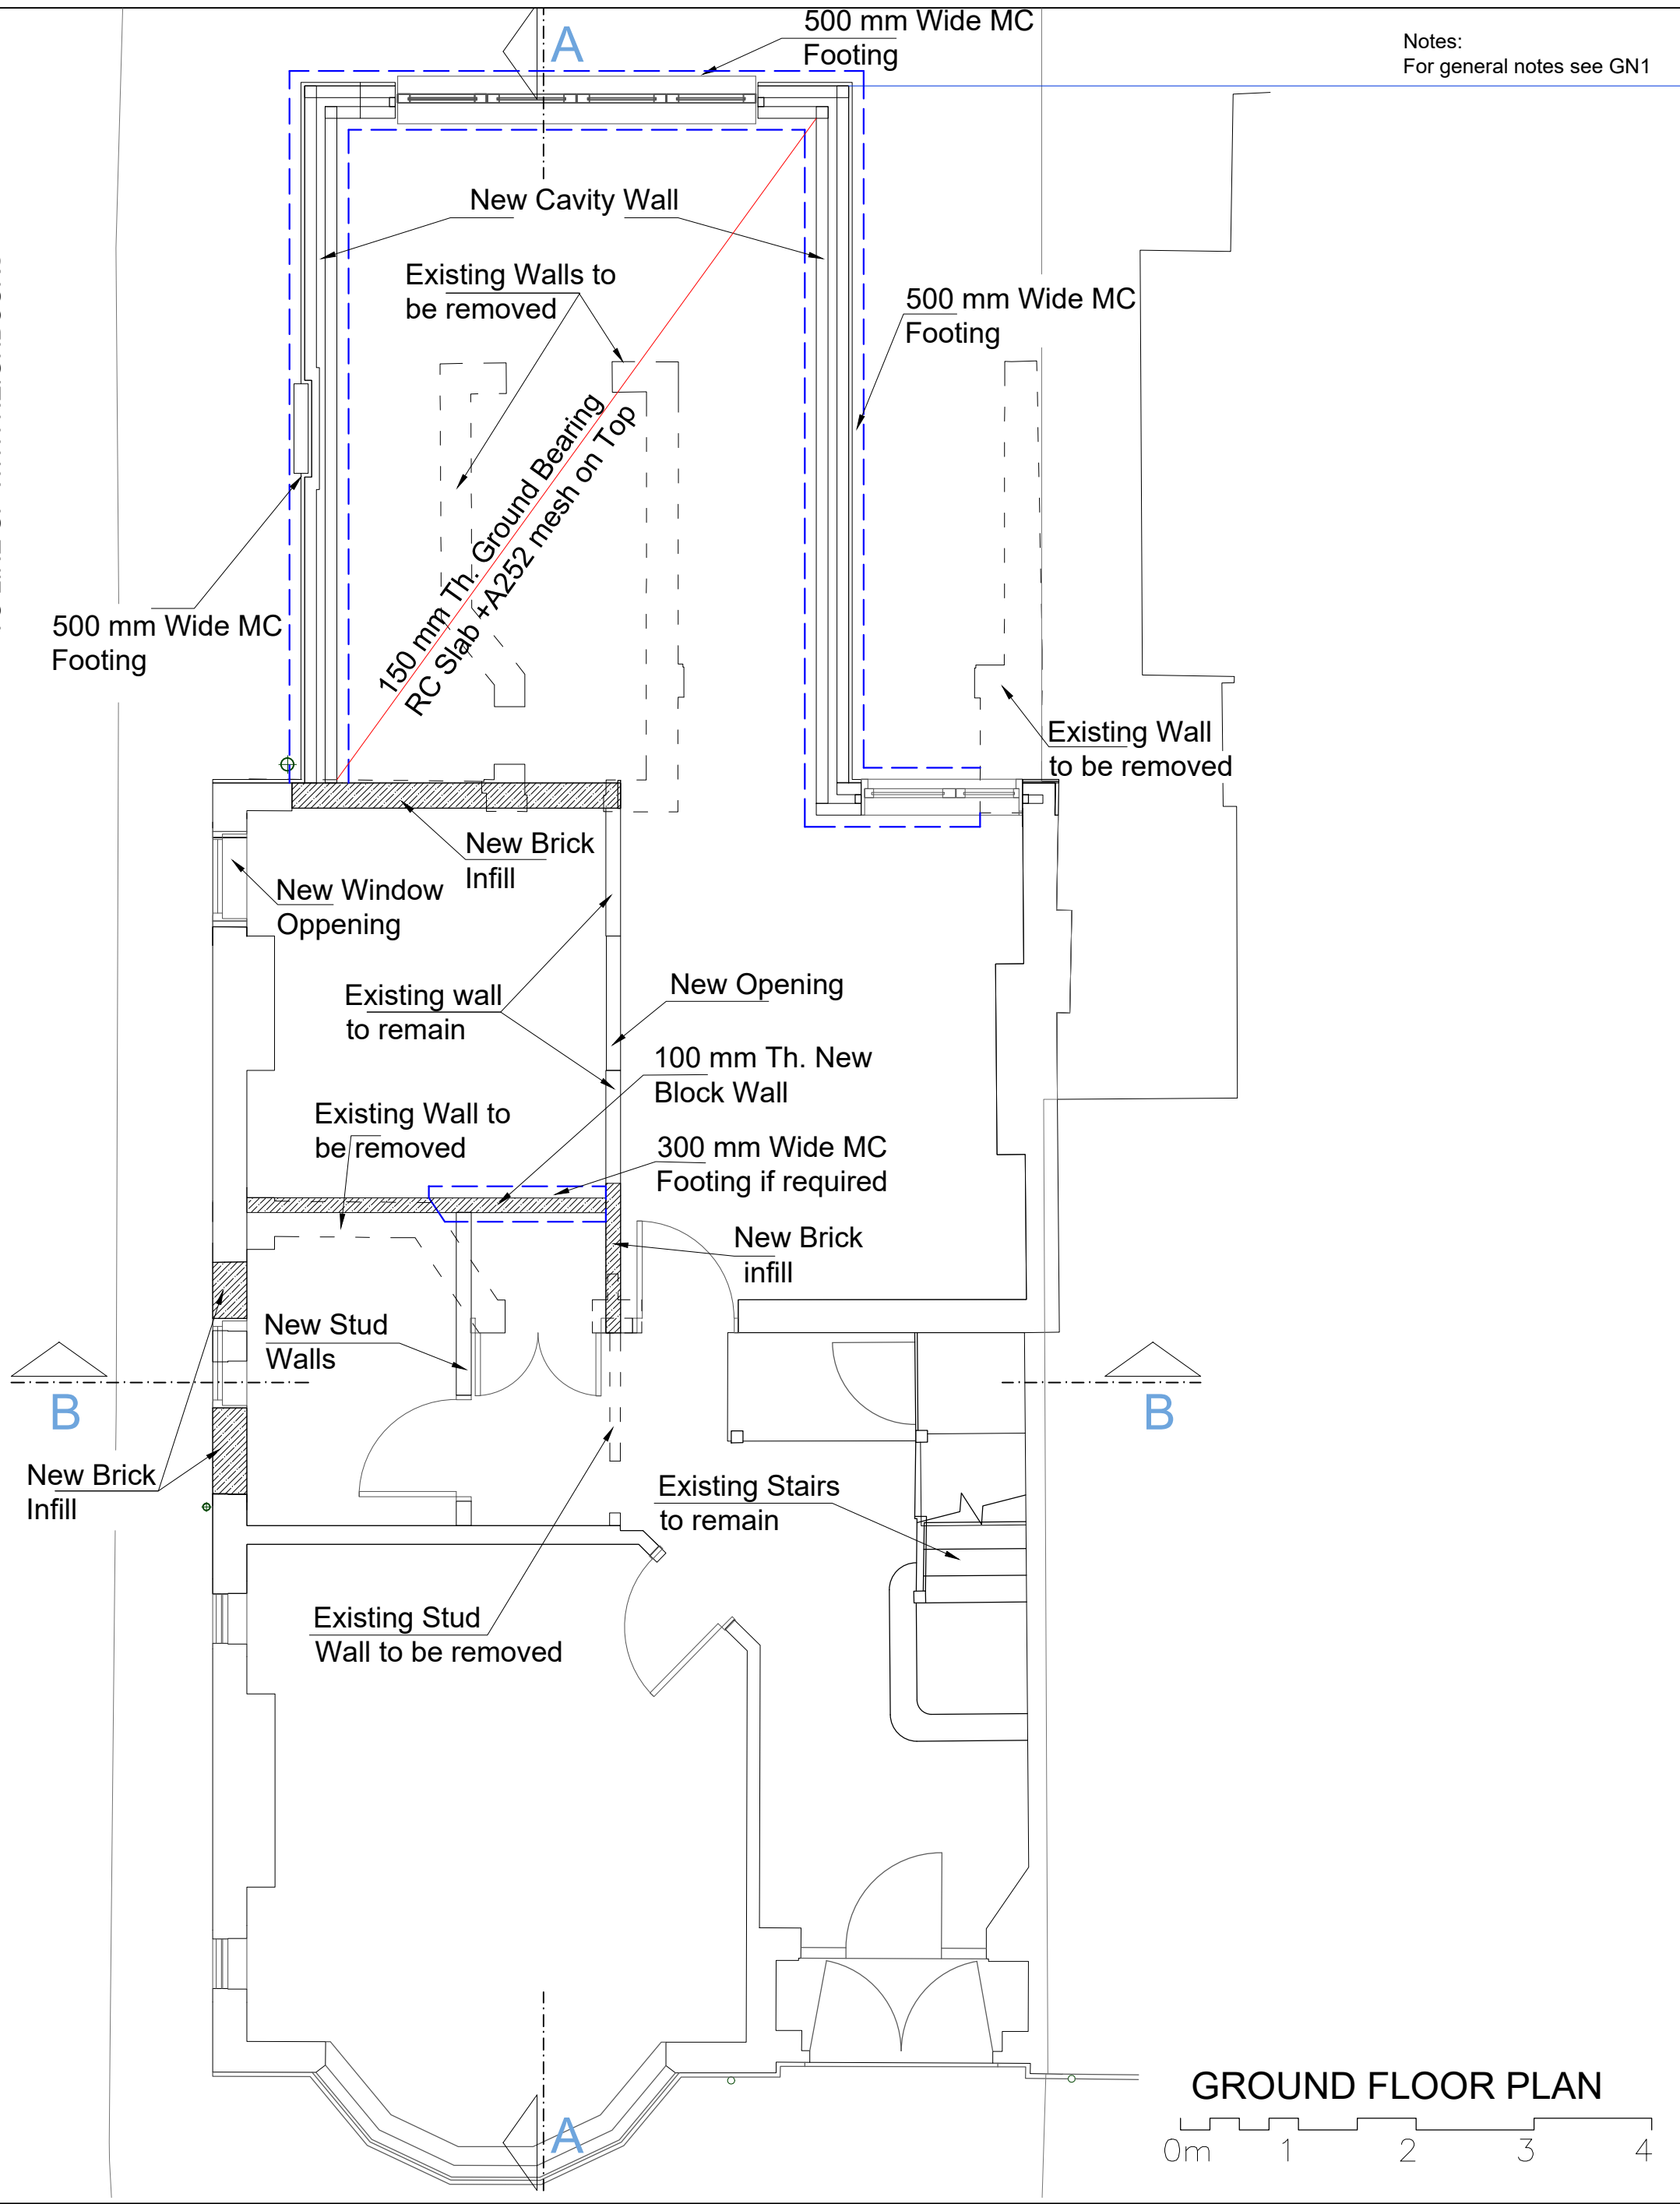 500 mm Wide MC
Footing
A
Notes:
For general notes see GN1
New Cavity Wall
Existing Walls to
be removed
500 mm Wide MC
Footing
150 mm Th. Ground Bearing
RC Slab +A252 mesh on Top
500 mm Wide MC
Footing
Existing Wall
to be removed
New Brick
Infill
New Window
Oppening
New Opening
Existing wall
to remain
100 mm Th. New
Block Wall
Existing Wall to
be removed
300 mm Wide MC
Footing if required
New Brick
infill
New Stud
Walls
B
B
New Brick
Infill
Existing Stairs
to remain
Existing Stud
Wall to be removed
A
GROUND FLOOR PLAN
0m 1 2 3 4